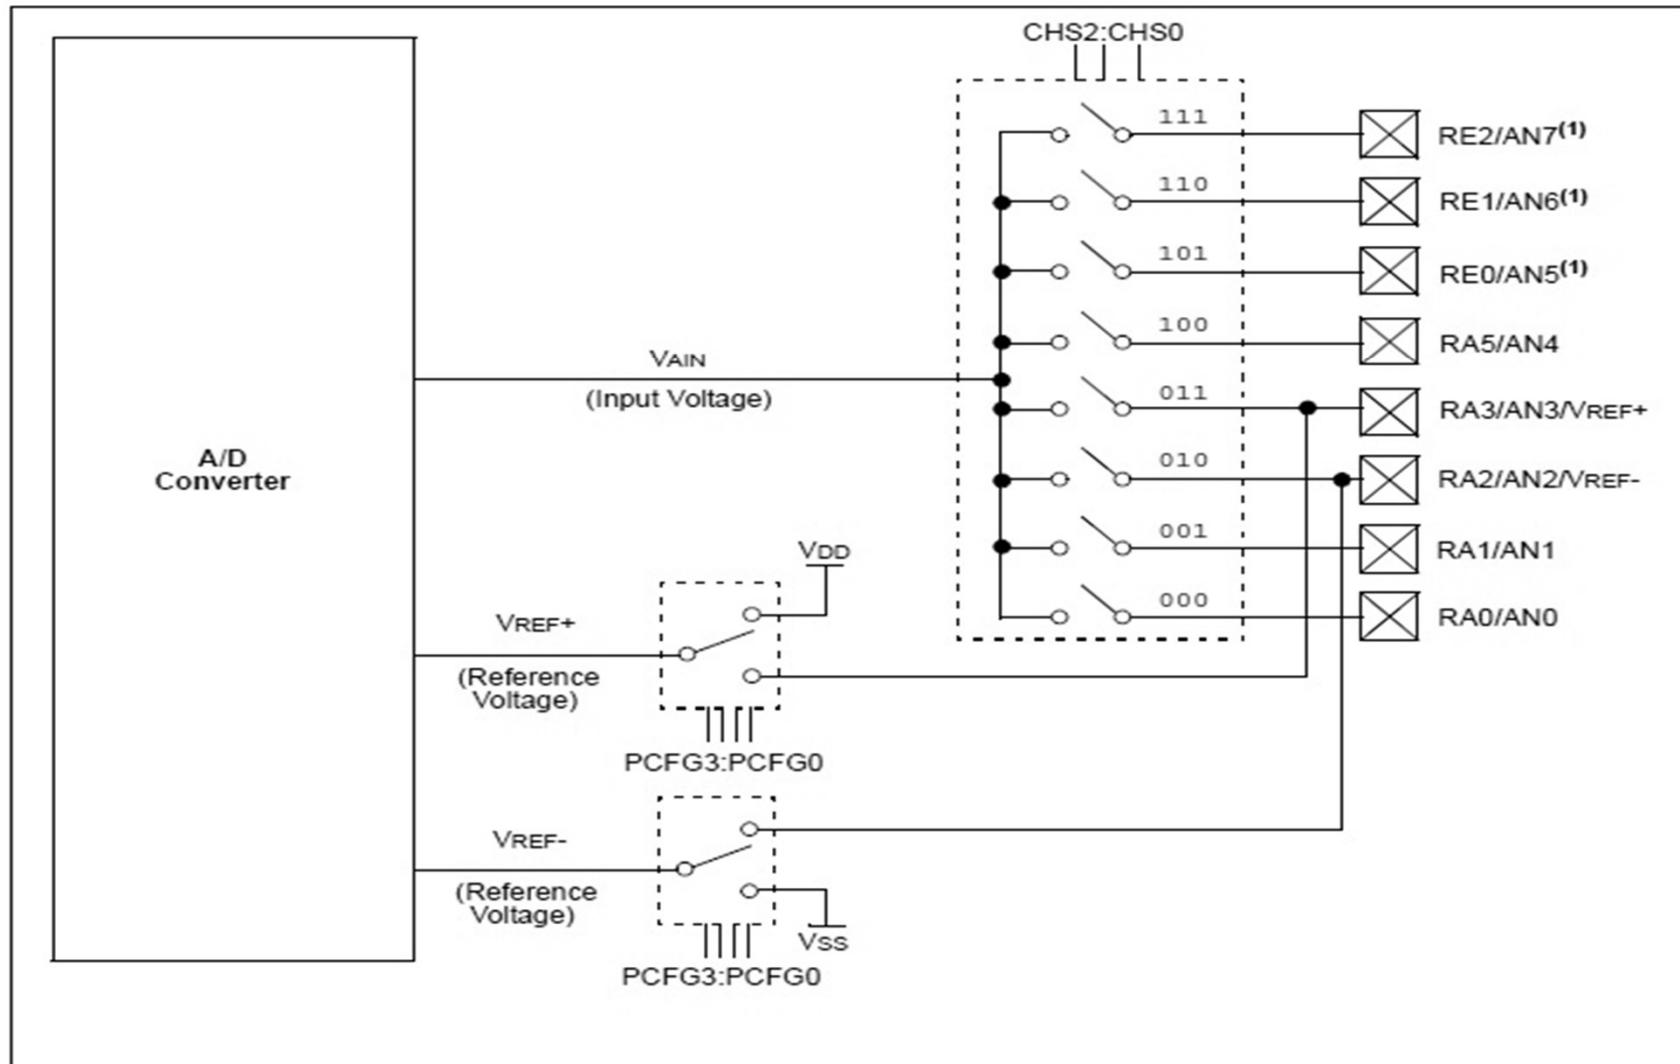 CHS2:CHS0
111
RE2/AN7(1)
110
RE1/AN6(1)
101
RE0/AN5(1)
100
RA5/AN4
VAIN
(Input Voltage)
011
RA3/AN3/VREF+
A/D
Converter
010
RA2/AN2/VREF-
001
RA1/AN1
VDD
000
RA0/AN0
VREF+
(Reference
Voltage)
PCFG3:PCFG0
VREF-
(Reference
Voltage)
VSS
PCFG3:PCFG0